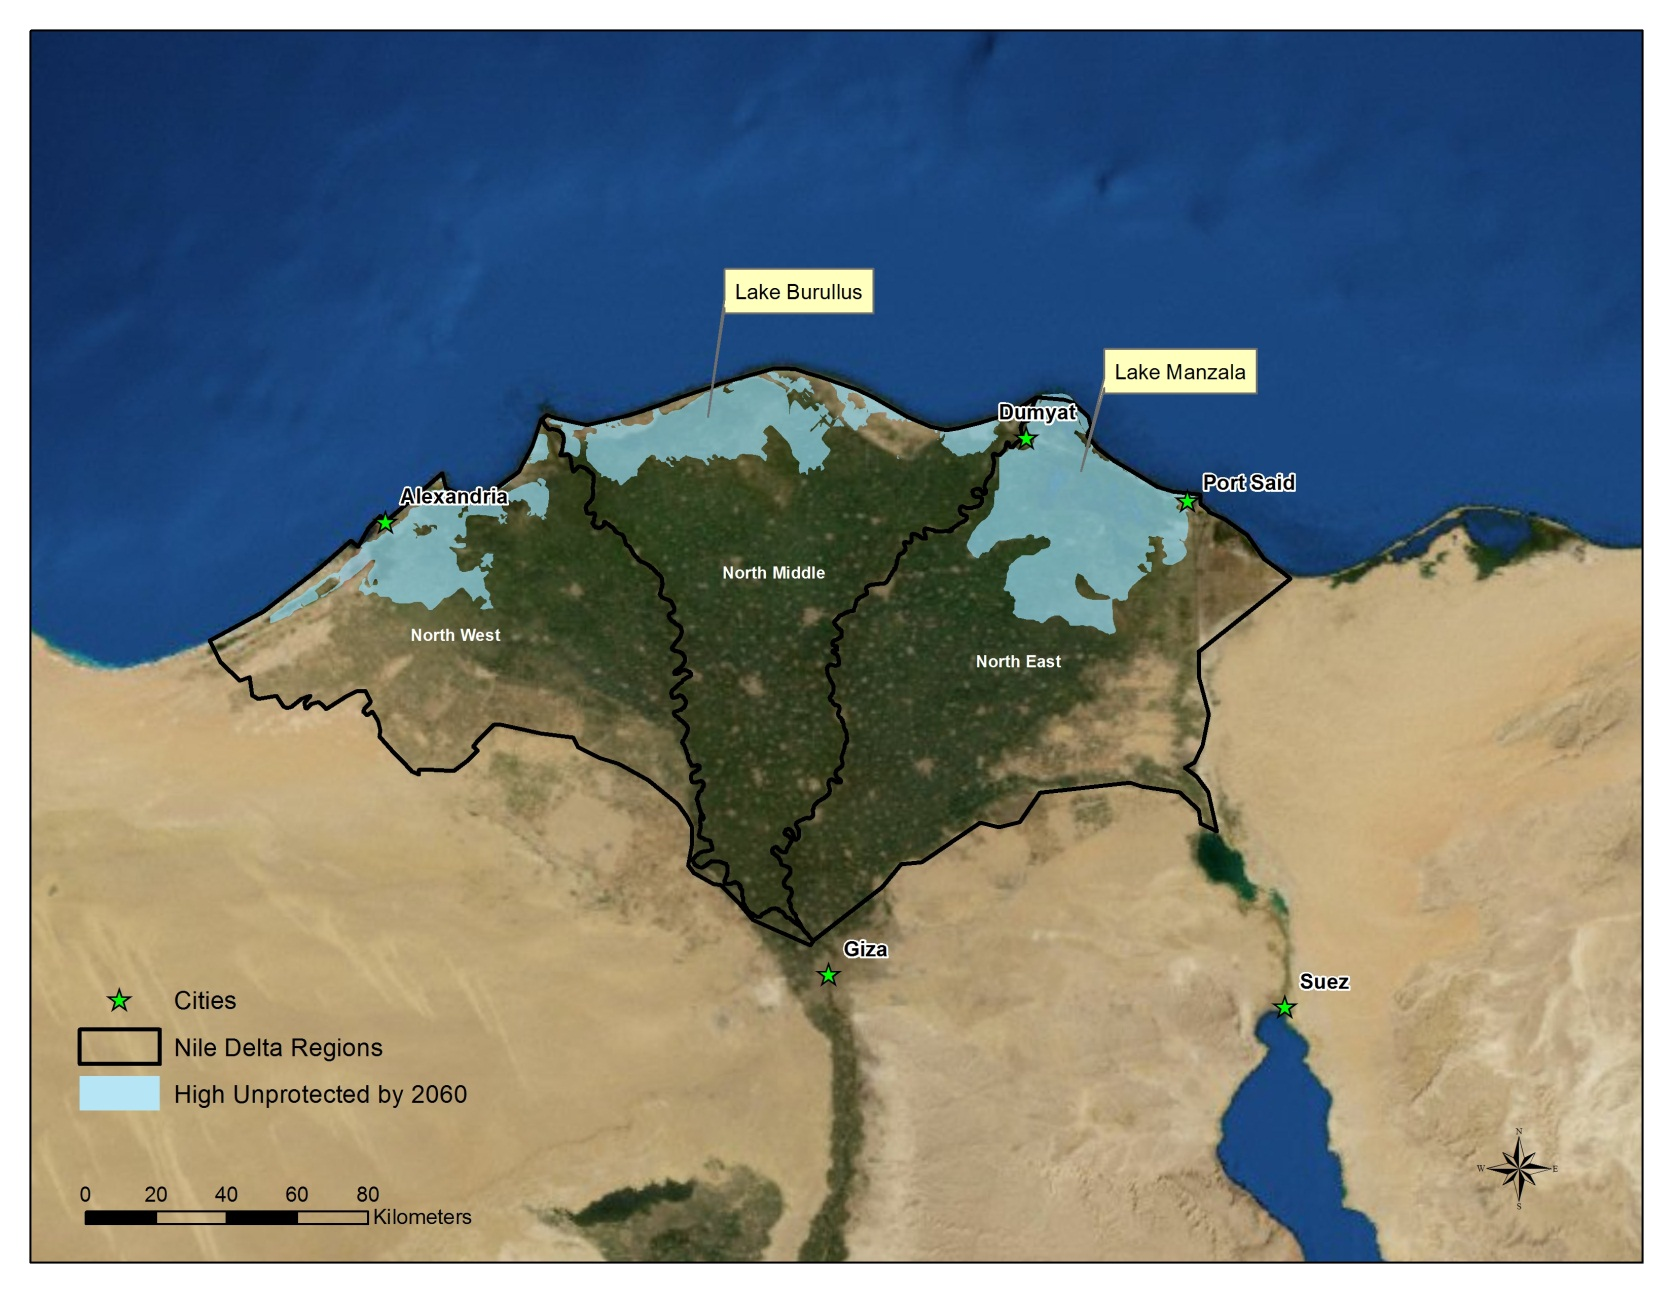 Lake Burullus
Lake Manzala
Dumyat
Port Said
Alexandria
North Middle
North West
North East
Giza
Suez
Cities
Nile Delta Regions
High Unprotected by 2060
0 20 40 60 80
Kilometers
N
W E
S